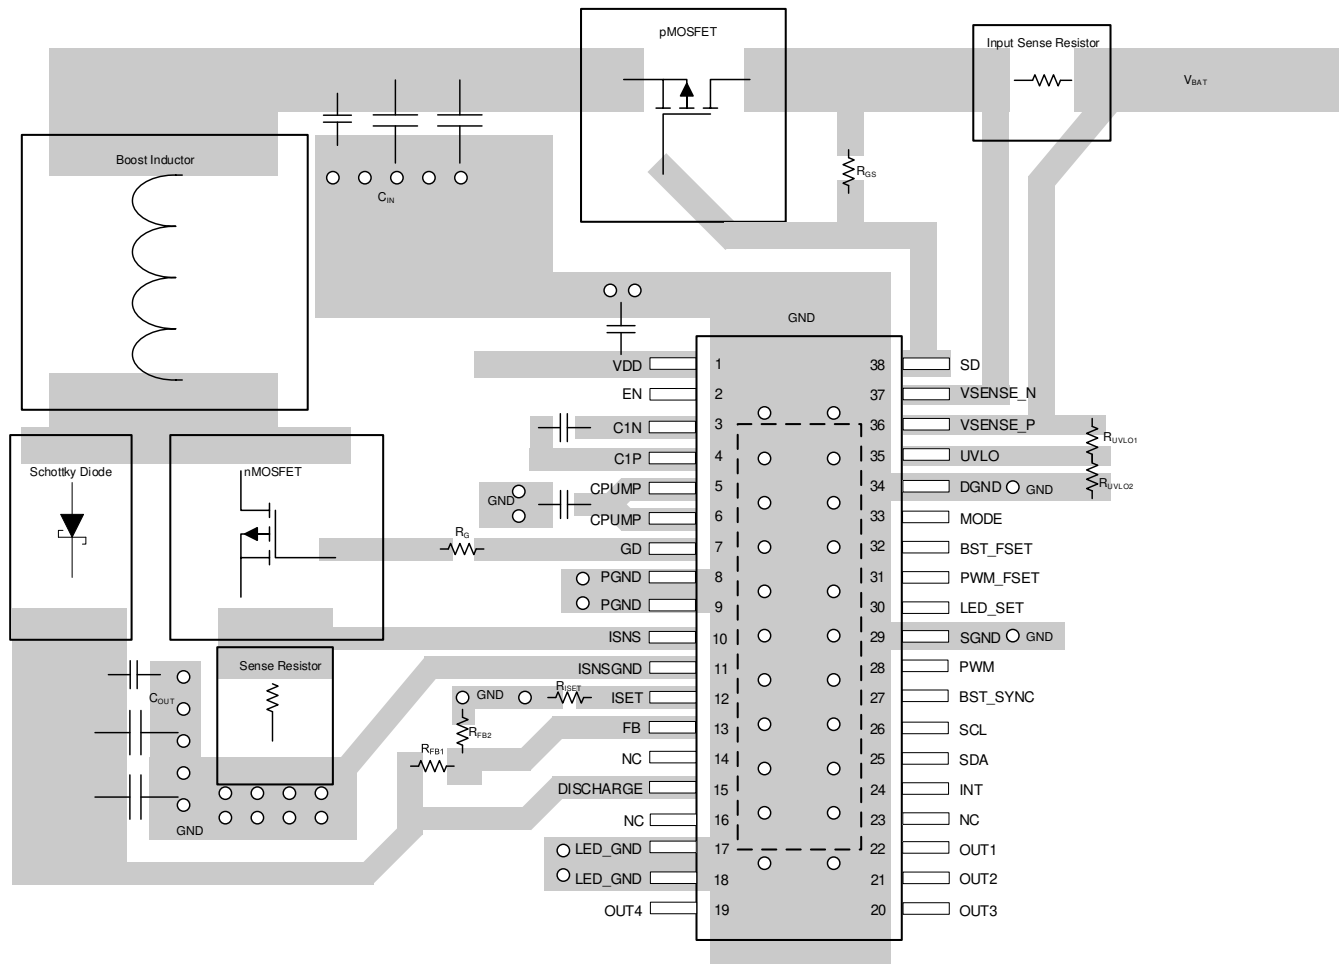 pMOSFET
Input Sense Resistor
VBAT
Boost Inductor
RGS
CIN
GND
VDD 1 38 SD
EN 2 37 VSENSE_N
C1N 3 36 VSENSE_P
RUVLO1
C1P 4 35 UVLO
Schottky Diode
nMOSFET
RUVLO2
CPUMP 5 34 DGND GND
GND
CPUMP 6 33 MODE
RG
GD 7 32 BST_FSET
PGND 8 31 PWM_FSET
PGND 9 30 LED_SET
ISNS 10 29 SGND GND
Sense Resistor
ISNSGND 11 28 PWM
COUT
GND RISET
ISET 12 27 BST_SYNC
FB 13 26 SCL
RFB2
RFB1
NC 14 25 SDA
DISCHARGE 15 24 INT
NC 16 23 NC
GND
LED_GND 17 22 OUT1
LED_GND 18 21 OUT2
OUT4 19 20 OUT3